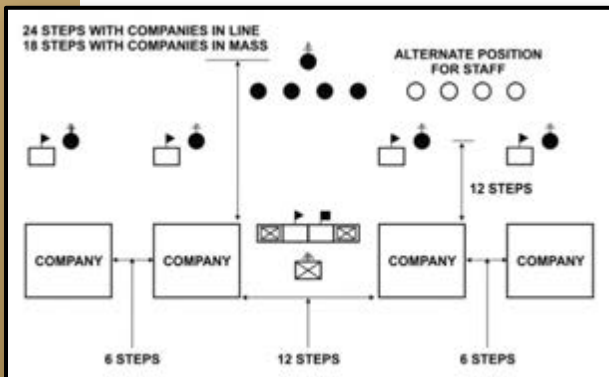 24 STEPS WITH COMPANIES IN LINE
18 STEPS WITH COMPANIES IN MASS
ALTERNATE POSITION
FOR STAFF
12 STEPS
COMPANY
COMPANY
COMPANY
COMPANY
6 STEPS
12 STEPS
6 STEPS